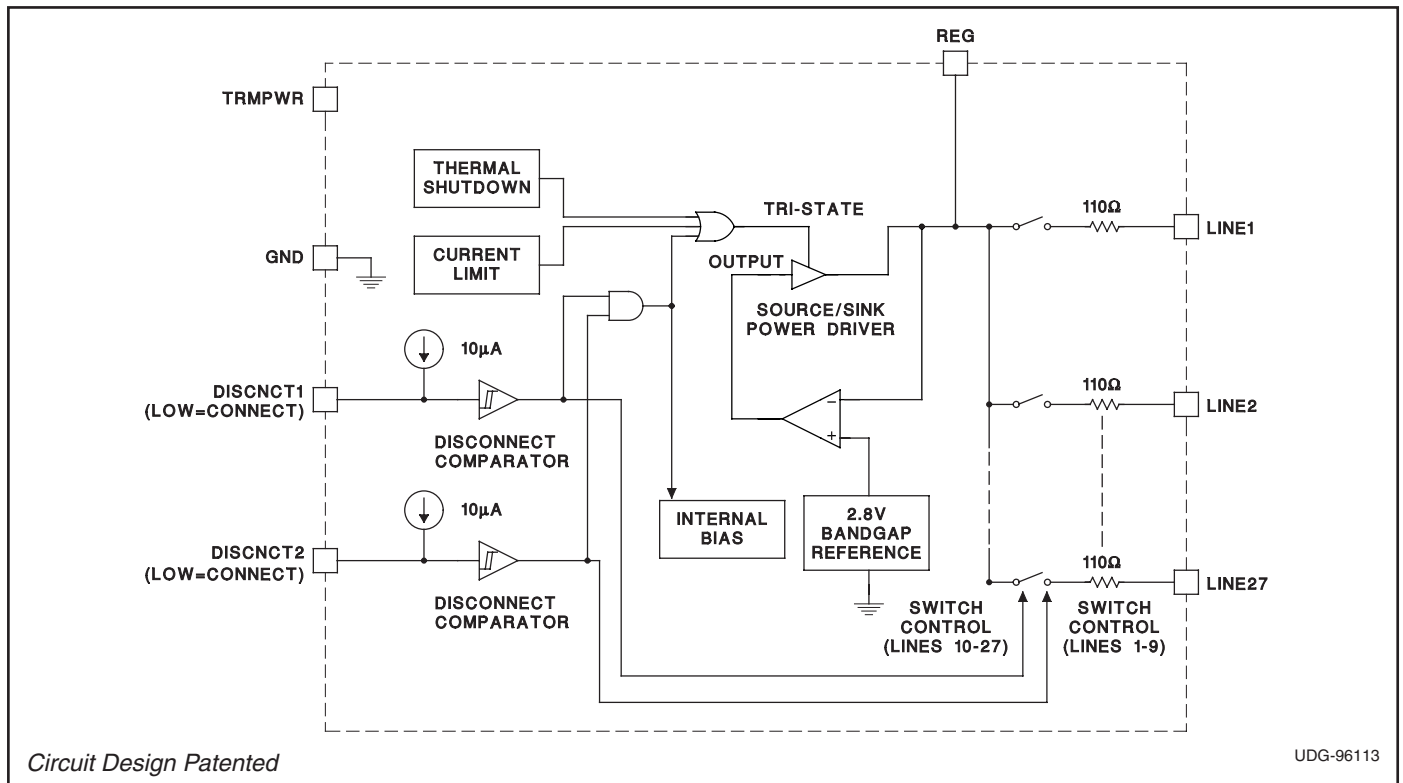 REG
TRMPWR
THERMAL
SHUTDOWN
TRI-STATE
110Ω
LINE1
GND
CURRENT
LIMIT
OUTPUT
SOURCE/SINK
POWER DRIVER
10µA
DISCNCT1
(LOW=CONNECT)
DISCONNECT
COMPARATOR
–
+
110Ω
LINE2
10µA
INTERNAL
BIAS
2.8V
BANDGAP
REFERENCE
DISCNCT2
(LOW=CONNECT)
DISCONNECT
COMPARATOR
110Ω
LINE27
SWITCH
CONTROL
(LINES 10-27)
SWITCH
CONTROL
(LINES 1-9)
Circuit Design Patented
UDG-96113